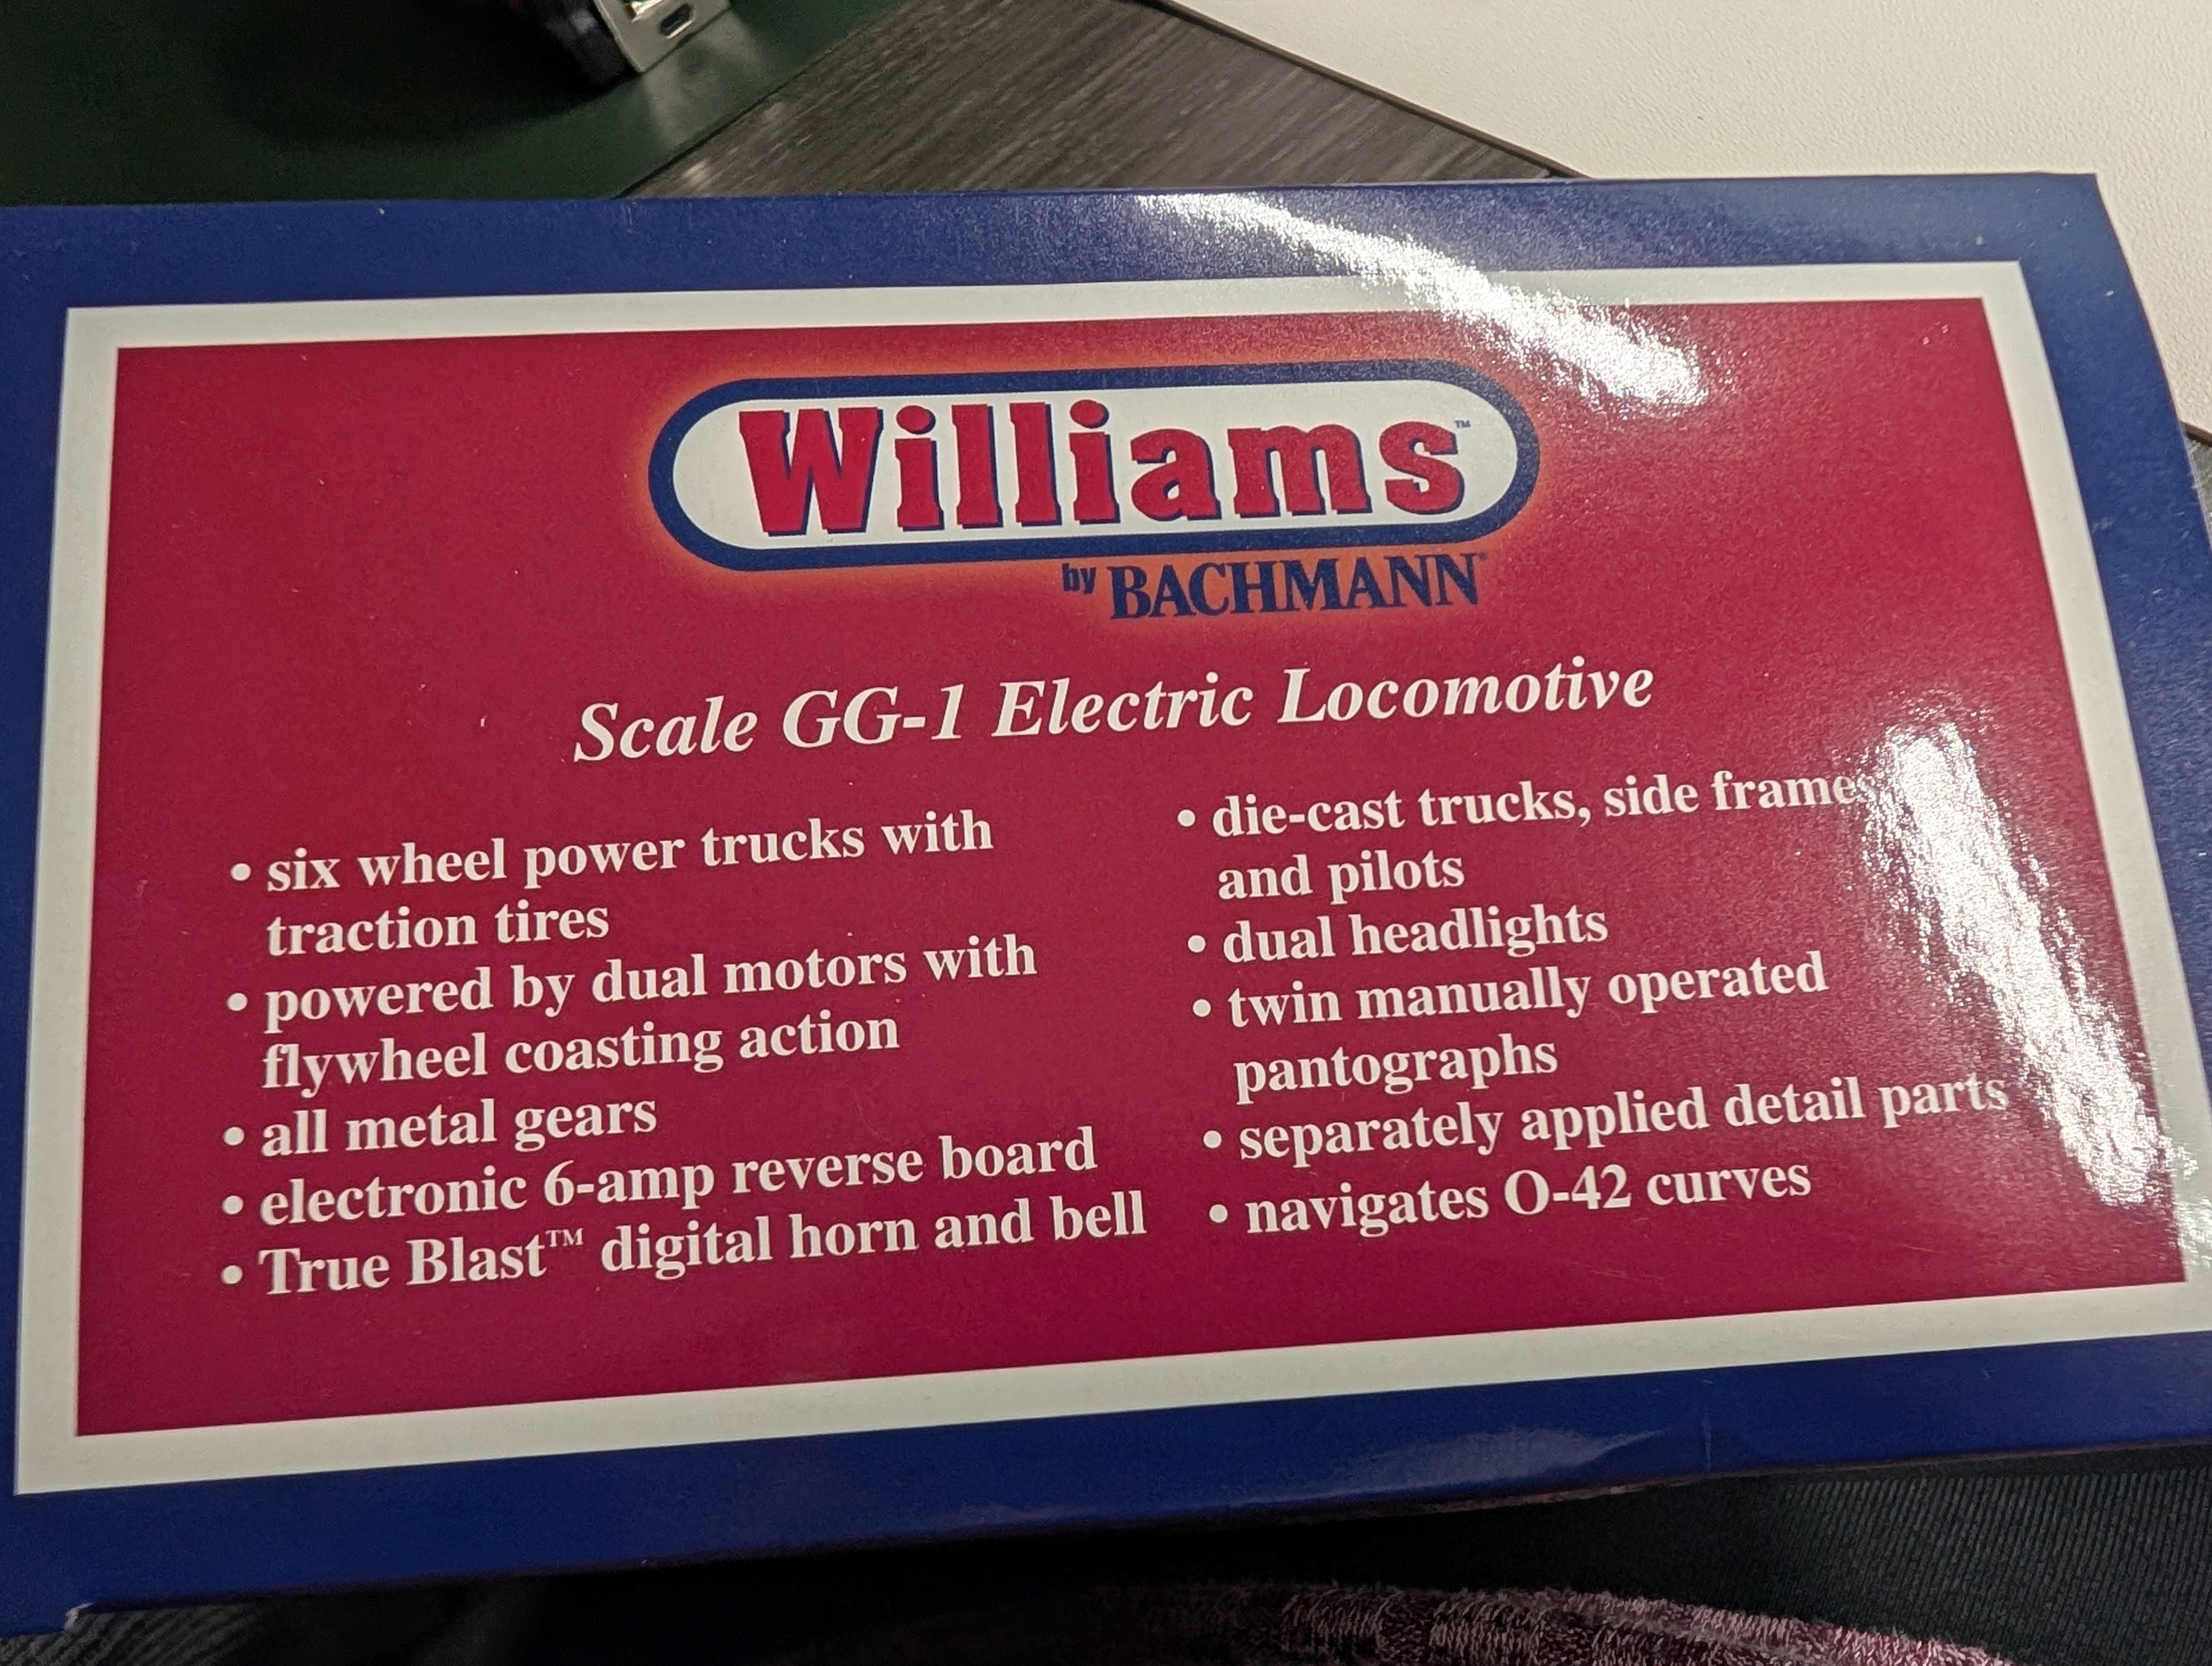 Williams™
by BACHMANN®
Scale GG-1 Electric Locomotive
• six wheel power trucks with
traction tires
• powered by dual motors with
flywheel coasting action
• all metal gears
• electronic 6-amp reverse board
• True Blast™ digital horn and bell
• die-cast trucks, side frames
and pilots
• dual headlights
• twin manually operated
pantographs
• separately applied detail parts
• navigates O-42 curves